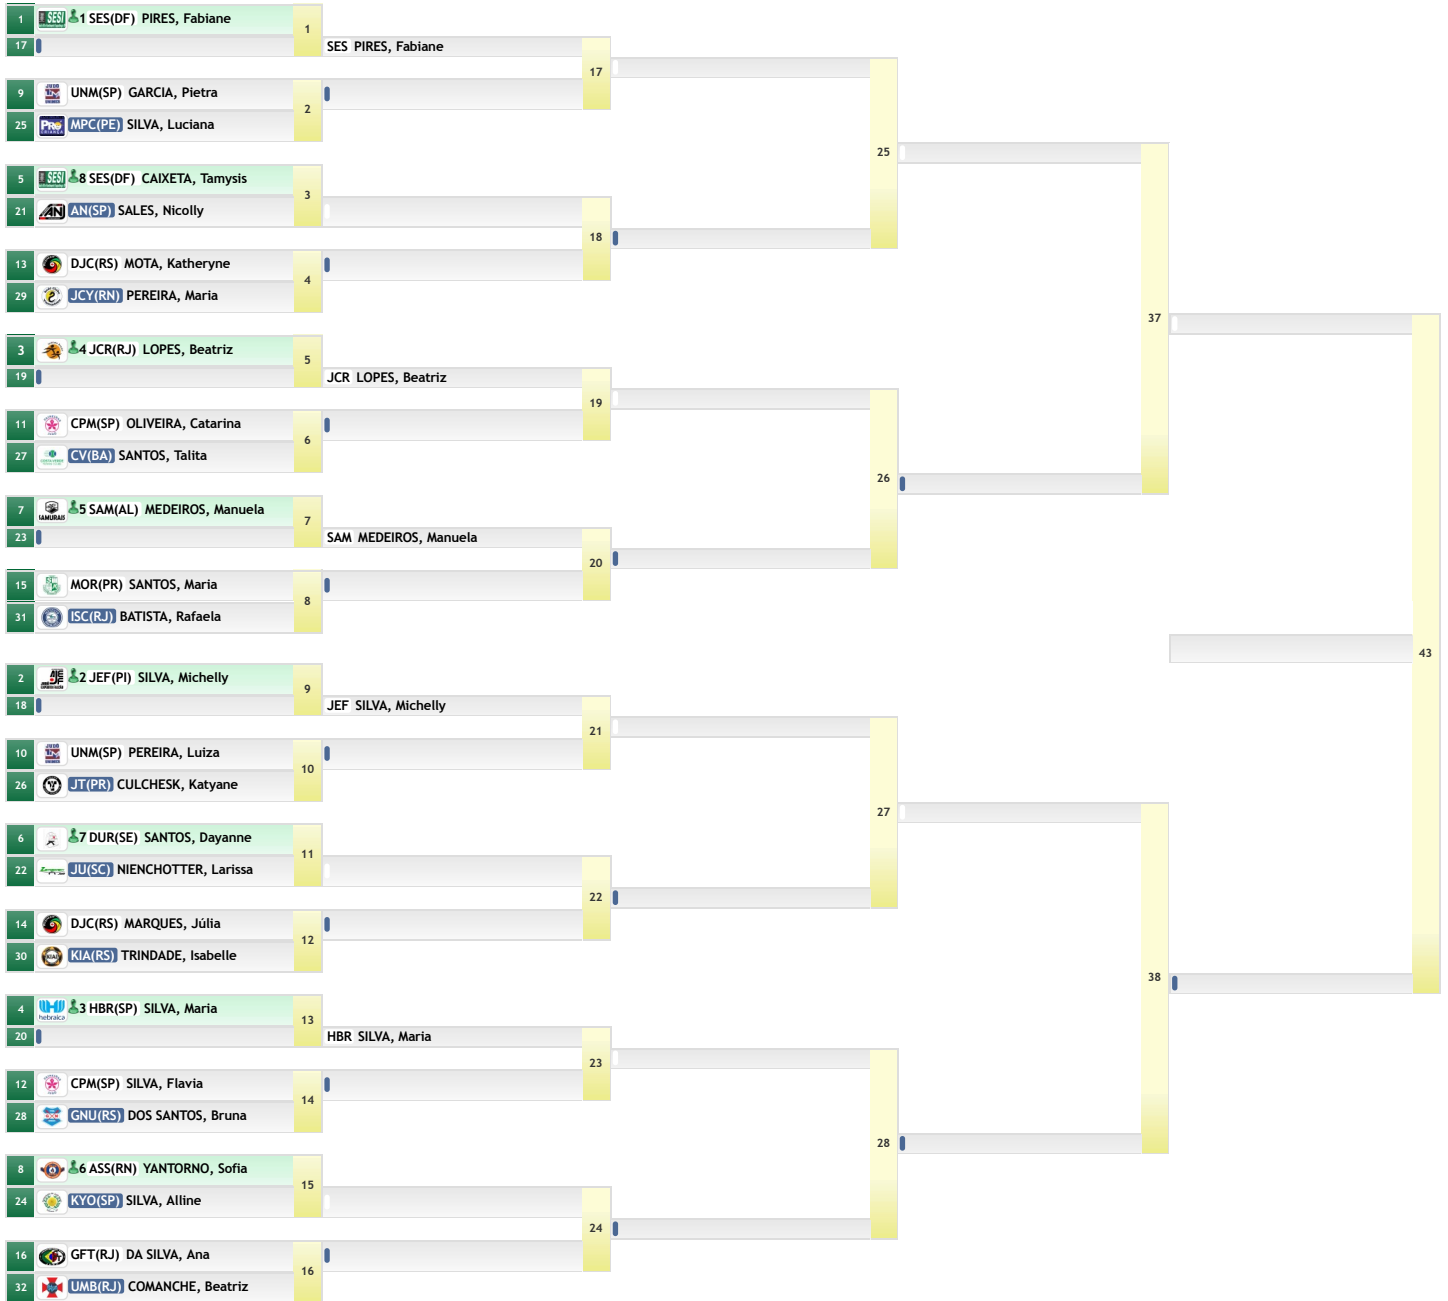 1 SESI 1 SES(DF) PIRES, Fabiane
1
17
SES PIRES, Fabiane
17
9 UNM(SP) GARCIA, Pietra
2
25 PRO MPC(PE) SILVA, Luciana
25
5 SESI 8 SES(DF) CAIXETA, Tamysis
3
21 AN(SP) SALES, Nicolly
18
13 DJC(RS) MOTA, Katheryne
4
29 JCY(RN) PEREIRA, Maria
37
3 4 JCR(RJ) LOPES, Beatriz
5
19
JCR LOPES, Beatriz
19
11 CPM(SP) OLIVEIRA, Catarina
6
27 CV(BA) SANTOS, Talita
26
7 SAMURAIS 5 SAM(AL) MEDEIROS, Manuela
7
23
SAM MEDEIROS, Manuela
20
15 MOR(PR) SANTOS, Maria
8
31 ISC(RJ) BATISTA, Rafaela
43
2 2 JEF(PI) SILVA, Michelly
9
18
JEF SILVA, Michelly
21
10 UNM(SP) PEREIRA, Luiza
10
26 JT(PR) CULCHESK, Katyane
27
6 7 DUR(SE) SANTOS, Dayanne
11
22 JU(SC) NIENCHOTTER, Larissa
22
14 DJC(RS) MARQUES, Júlia
12
30 KIA(RS) TRINDADE, Isabelle
38
4 hebraica 3 HBR(SP) SILVA, Maria
13
20
HBR SILVA, Maria
23
12 CPM(SP) SILVA, Flavia
14
28 GNU(RS) DOS SANTOS, Bruna
28
8 6 ASS(RN) YANTORNO, Sofia
15
24 KYO(SP) SILVA, Alline
24
16 GFT(RJ) DA SILVA, Ana
16
32 UMB(RJ) COMANCHE, Beatriz